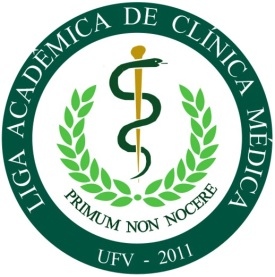 LIGA ACADÊMICA DE CLÍNICA MÉDICA
PRIMUM NON NOCERE
UFV - 2011